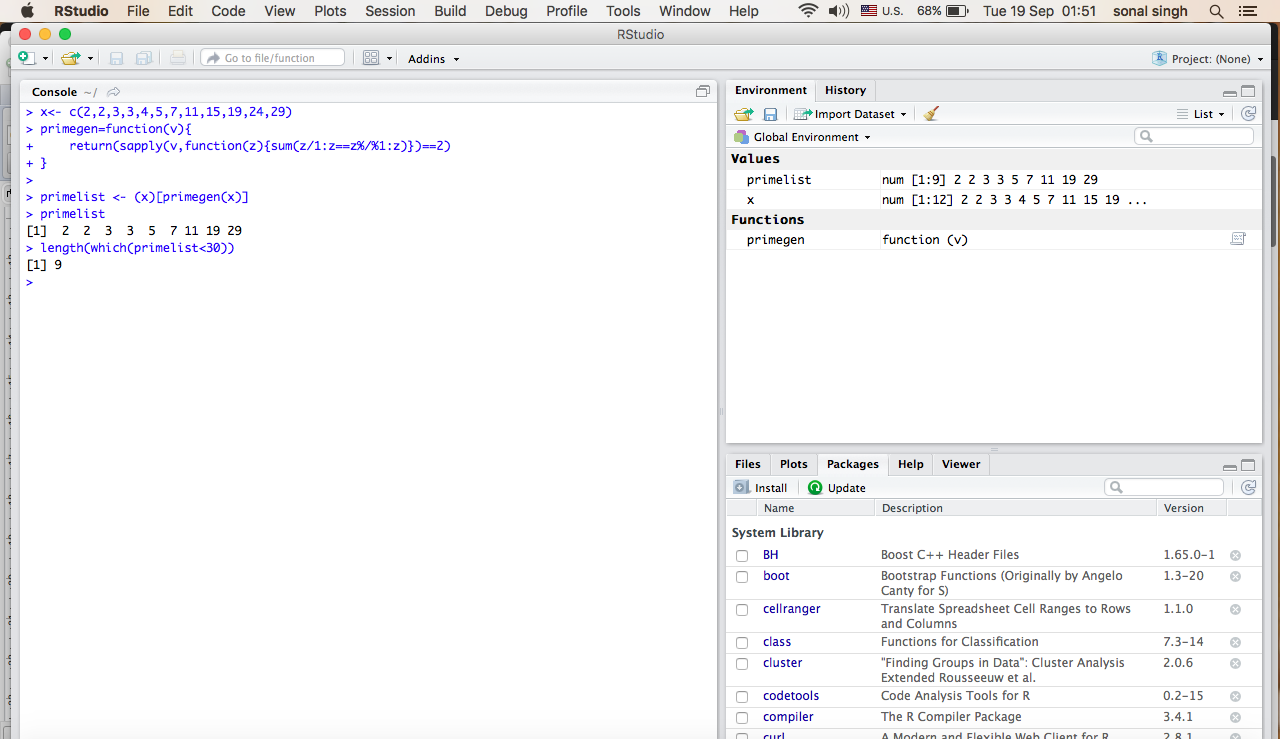 RStudio File Edit Code View Plots Session Build Debug Profile Tools Window Help U.S. 68% Tue 19 Sep 01:51 sonal singh
RStudio
Go to file/function Addins Project: (None)
Console ~/
> x<- c(2,2,3,3,4,5,7,11,15,19,24,29)
> primegen=function(v){
+     return(sapply(v,function(z){sum(z/1:z==z%/%1:z)})==2)
+ }
>
> primelist <- (x)[primegen(x)]
> primelist
[1]  2  2  3  3  5  7 11 19 29
> length(which(primelist<30))
[1] 9
>
Environment History
Import Dataset List
Global Environment
Values
primelist num [1:9] 2 2 3 3 5 7 11 19 29
x num [1:12] 2 2 3 3 4 5 7 11 15 19 ...
Functions
primegen function (v)
Files Plots Packages Help Viewer
Install Update
Name Description Version
System Library
BH Boost C++ Header Files 1.65.0-1
boot Bootstrap Functions (Originally by Angelo 1.3-20
Canty for S)
cellranger Translate Spreadsheet Cell Ranges to Rows 1.1.0
and Columns
class Functions for Classification 7.3-14
cluster "Finding Groups in Data": Cluster Analysis 2.0.6
Extended Rousseeuw et al.
codetools Code Analysis Tools for R 0.2-15
compiler The R Compiler Package 3.4.1
curl A Modern and Flexible Web Client for R 2.8.1